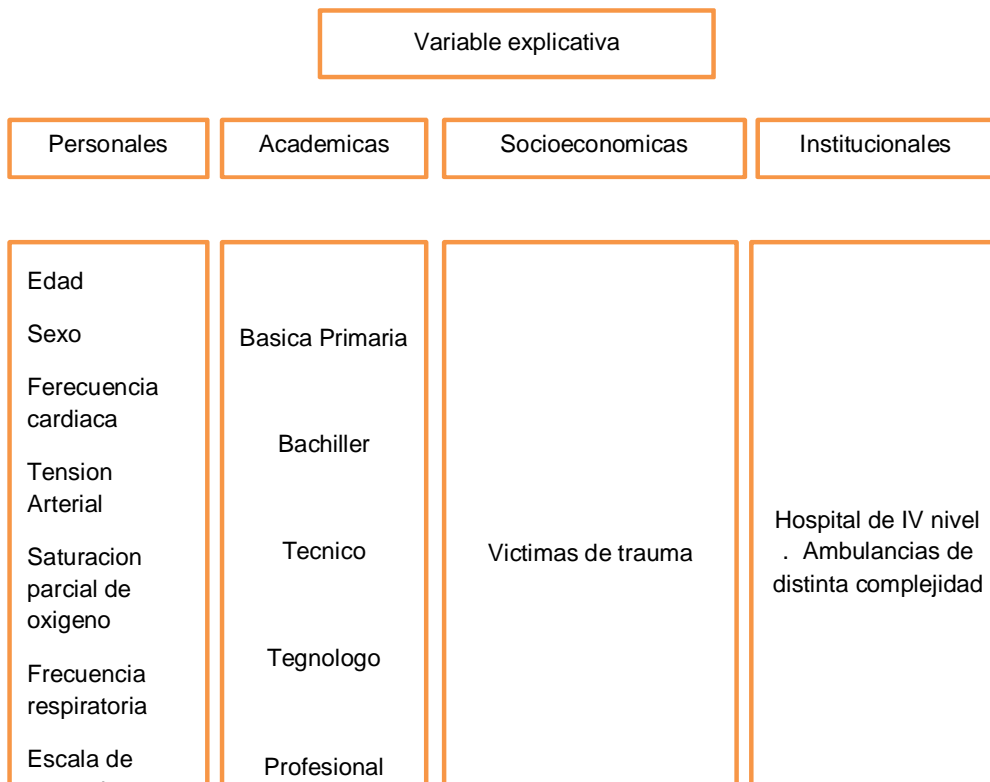 Variable explicativa
Personales
Academicas
Socioeconomicas
Institucionales
Edad
Sexo
Ferecuencia
cardiaca
Tension
Arterial
Saturacion
parcial de
oxigeno
Frecuencia
respiratoria
Escala de
Basica Primaria
Bachiller
Tecnico
Tegnologo
Profesional
Victimas de trauma
Hospital de IV nivel
. Ambulancias de
distinta complejidad